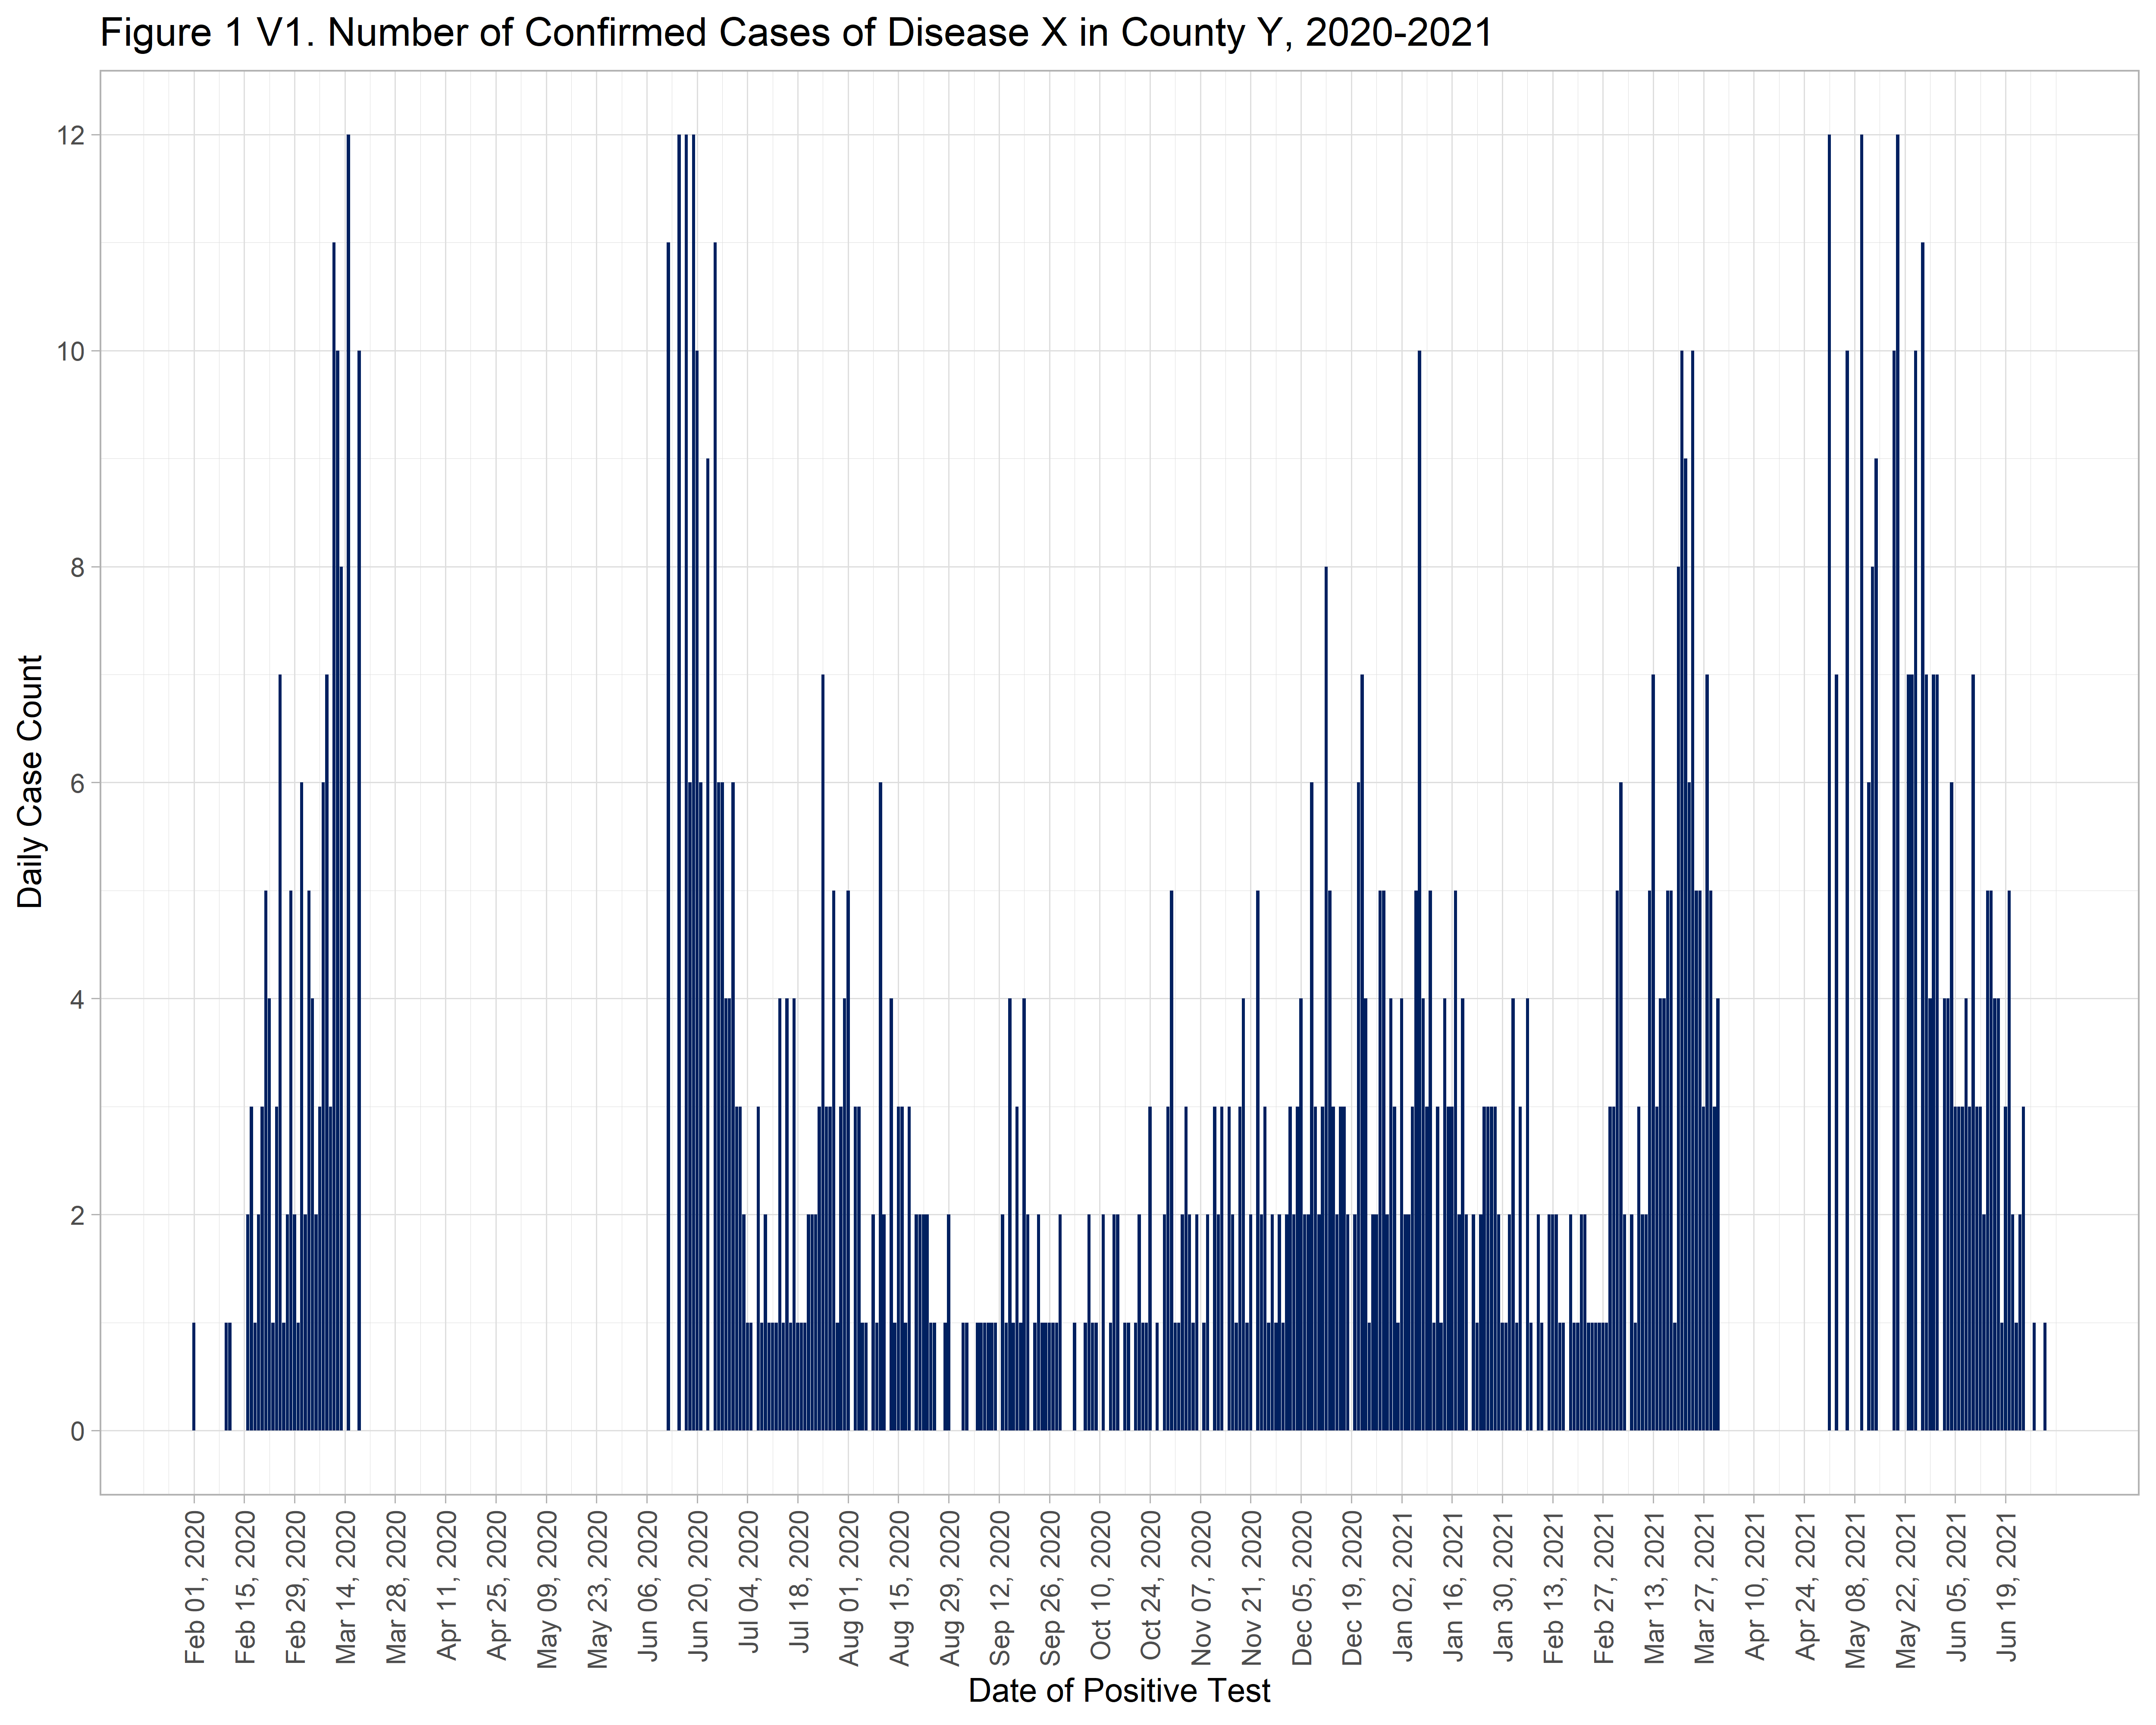 Figure 1 V1. Number of Confirmed Cases of Disease X in County Y, 2020-2021
Daily Case Count
12
10
8
6
4
2
0
Feb 01, 2020
Feb 15, 2020
Feb 29, 2020
Mar 14, 2020
Mar 28, 2020
Apr 11, 2020
Apr 25, 2020
May 09, 2020
May 23, 2020
Jun 06, 2020
Jun 20, 2020
Jul 04, 2020
Jul 18, 2020
Aug 01, 2020
Aug 15, 2020
Aug 29, 2020
Sep 12, 2020
Sep 26, 2020
Oct 10, 2020
Oct 24, 2020
Nov 07, 2020
Nov 21, 2020
Dec 05, 2020
Dec 19, 2020
Jan 02, 2021
Jan 16, 2021
Jan 30, 2021
Feb 13, 2021
Feb 27, 2021
Mar 13, 2021
Mar 27, 2021
Apr 10, 2021
Apr 24, 2021
May 08, 2021
May 22, 2021
Jun 05, 2021
Jun 19, 2021
Date of Positive Test